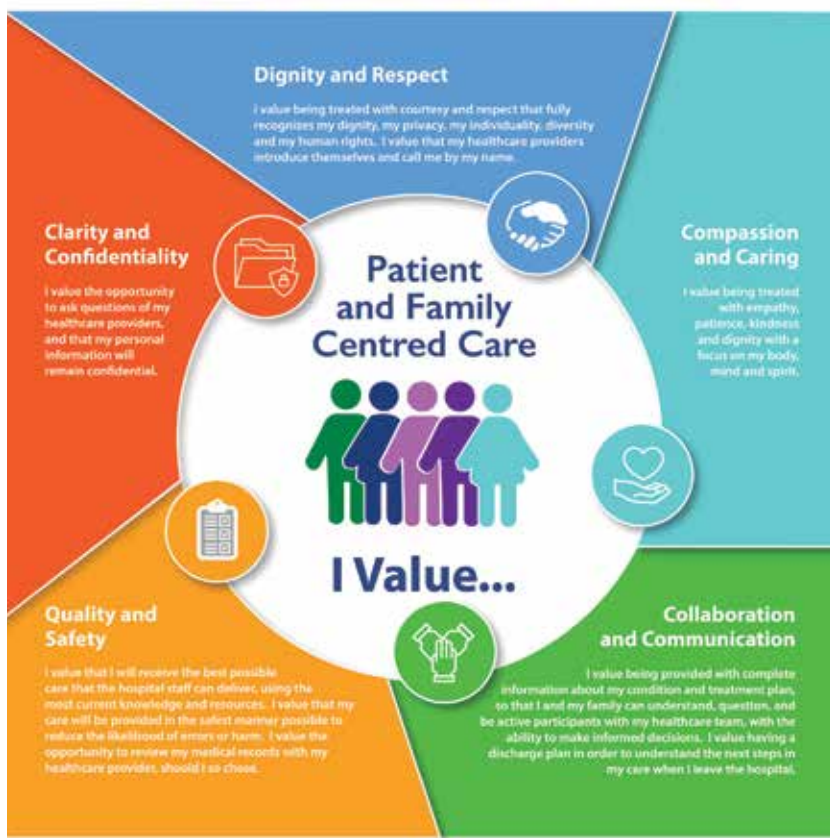 Dignity and Respect
I value being treated with courtesy and respect that fully
recognizes my dignity, my privacy, my individuality, diversity
and my human rights. I value that my healthcare providers
introduce themselves and call me by my name.
Clarity and
Confidentiality
I value the opportunity
to ask questions of my
healthcare providers,
and that my personal
information will
remain confidential.
Patient
and Family
Centred Care
I Value...
Compassion
and Caring
I value being treated
with empathy,
patience, kindness
and dignity with a
focus on my body,
mind and spirit.
Quality and
Safety
I value that I will receive the best possible
care that the hospital staff can deliver, using the
most current knowledge and resources. I value that my
care will be provided in the safest manner possible to
reduce the likelihood of errors or harm. I value the
opportunity to review my medical records with my
healthcare provider, should I so chose.
Collaboration
and Communication
I value being provided with complete
information about my condition and treatment plan,
so that I and my family can understand, question, and
be active participants with my healthcare team, with the
ability to make informed decisions. I value having a
discharge plan in order to understand the next steps in
my care when I leave the hospital.